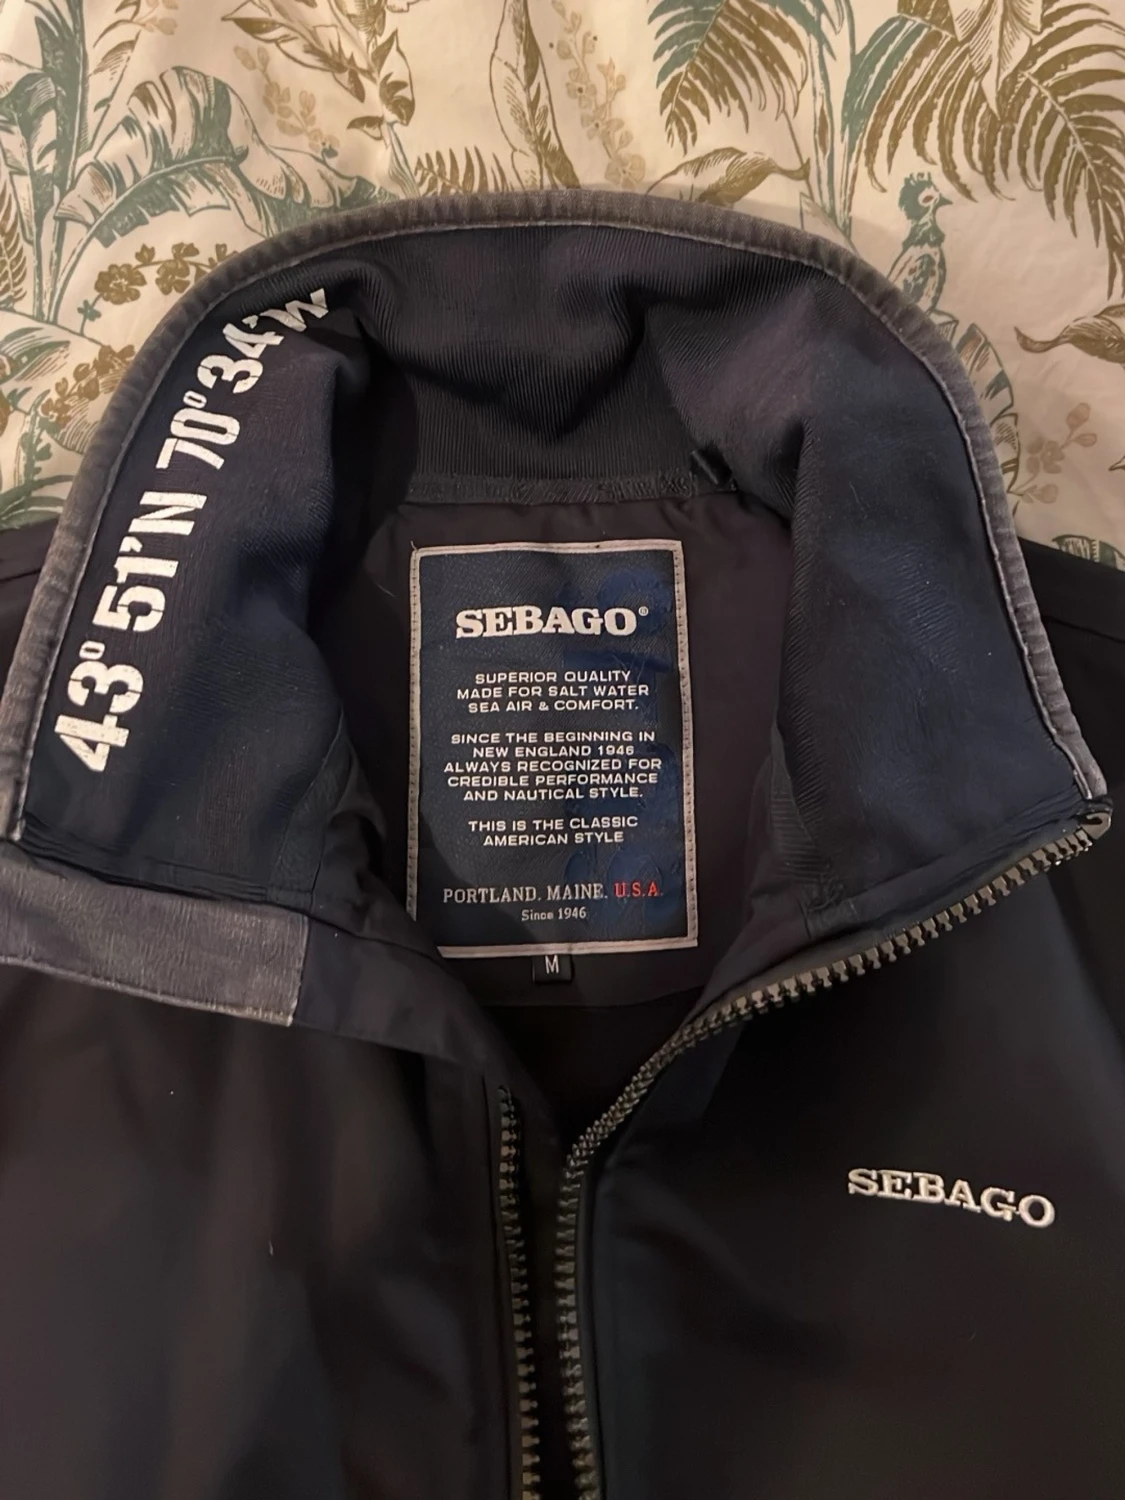 43° 51'N 70° 34'W
SEBAGO®
SUPERIOR QUALITY
MADE FOR SALT WATER
SEA AIR & COMFORT.
SINCE THE BEGINNING IN
NEW ENGLAND 1946
ALWAYS RECOGNIZED FOR
CREDIBLE PERFORMANCE
AND NAUTICAL STYLE.
THIS IS THE CLASSIC
AMERICAN STYLE
PORTLAND. MAINE. U.S.A.
Since 1946
M
SEBAGO